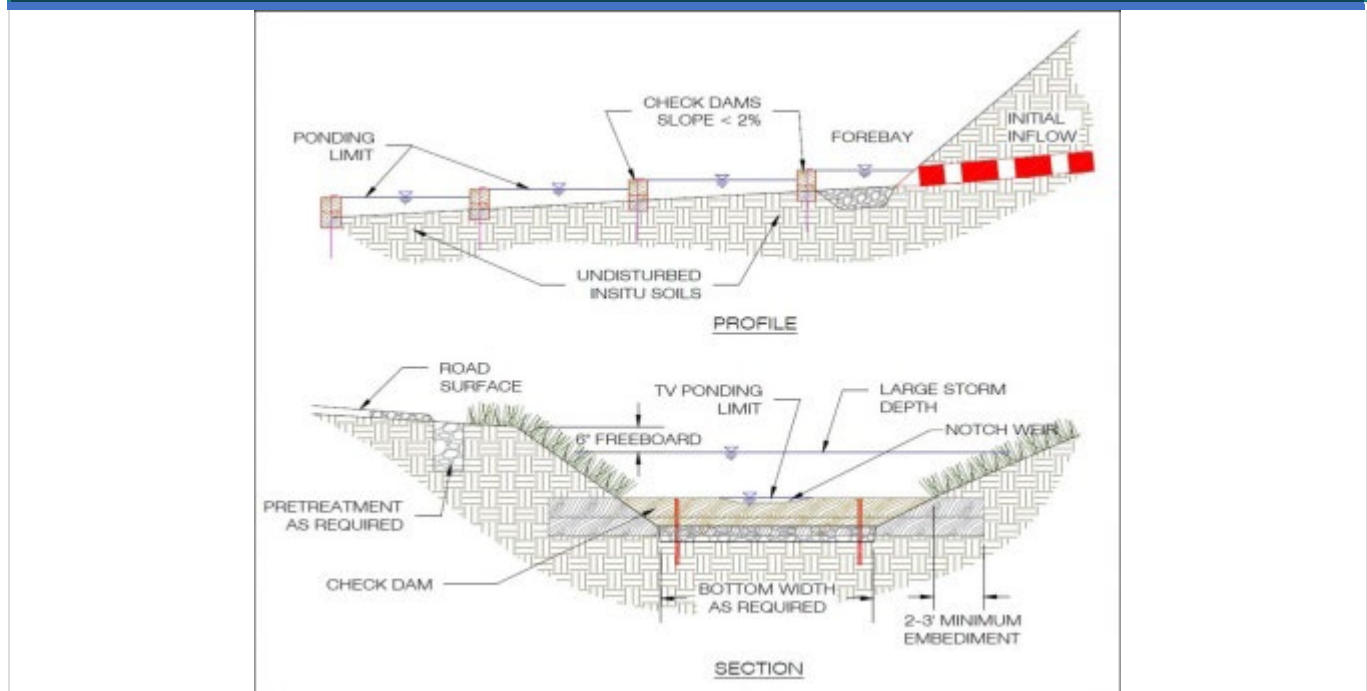 CHECK DAMS
SLOPE < 2%
PONDING
LIMIT
FOREBAY
INITIAL
INFLOW
UNDISTURBED
INSITU SOILS
PROFILE
ROAD
SURFACE
TV PONDING
LIMIT
LARGE STORM
DEPTH
6" FREEBOARD
NOTCH WEIR
PRETREATMENT
AS REQUIRED
CHECK DAM
BOTTOM WIDTH
AS REQUIRED
2-3' MINIMUM
EMBEDIMENT
SECTION